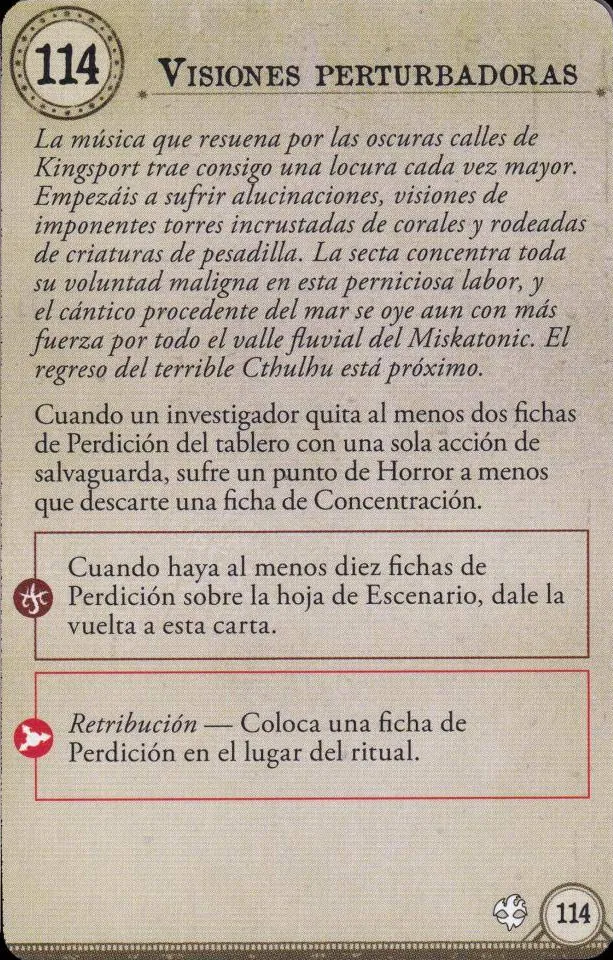 114
Visiones perturbadoras
La música que resuena por las oscuras calles de
Kingsport trae consigo una locura cada vez mayor.
Empezáis a sufrir alucinaciones, visiones de
imponentes torres incrustadas de corales y rodeadas
de criaturas de pesadilla. La secta concentra toda
su voluntad maligna en esta perniciosa labor, y
el cántico procedente del mar se oye aun con más
fuerza por todo el valle fluvial del Miskatonic. El
regreso del terrible Cthulhu está próximo.
Cuando un investigador quita al menos dos fichas
de Perdición del tablero con una sola acción de
salvaguarda, sufre un punto de Horror a menos
que descarte una ficha de Concentración.
Cuando haya al menos diez fichas de
Perdición sobre la hoja de Escenario, dale la
vuelta a esta carta.
Retribución — Coloca una ficha de
Perdición en el lugar del ritual.
114